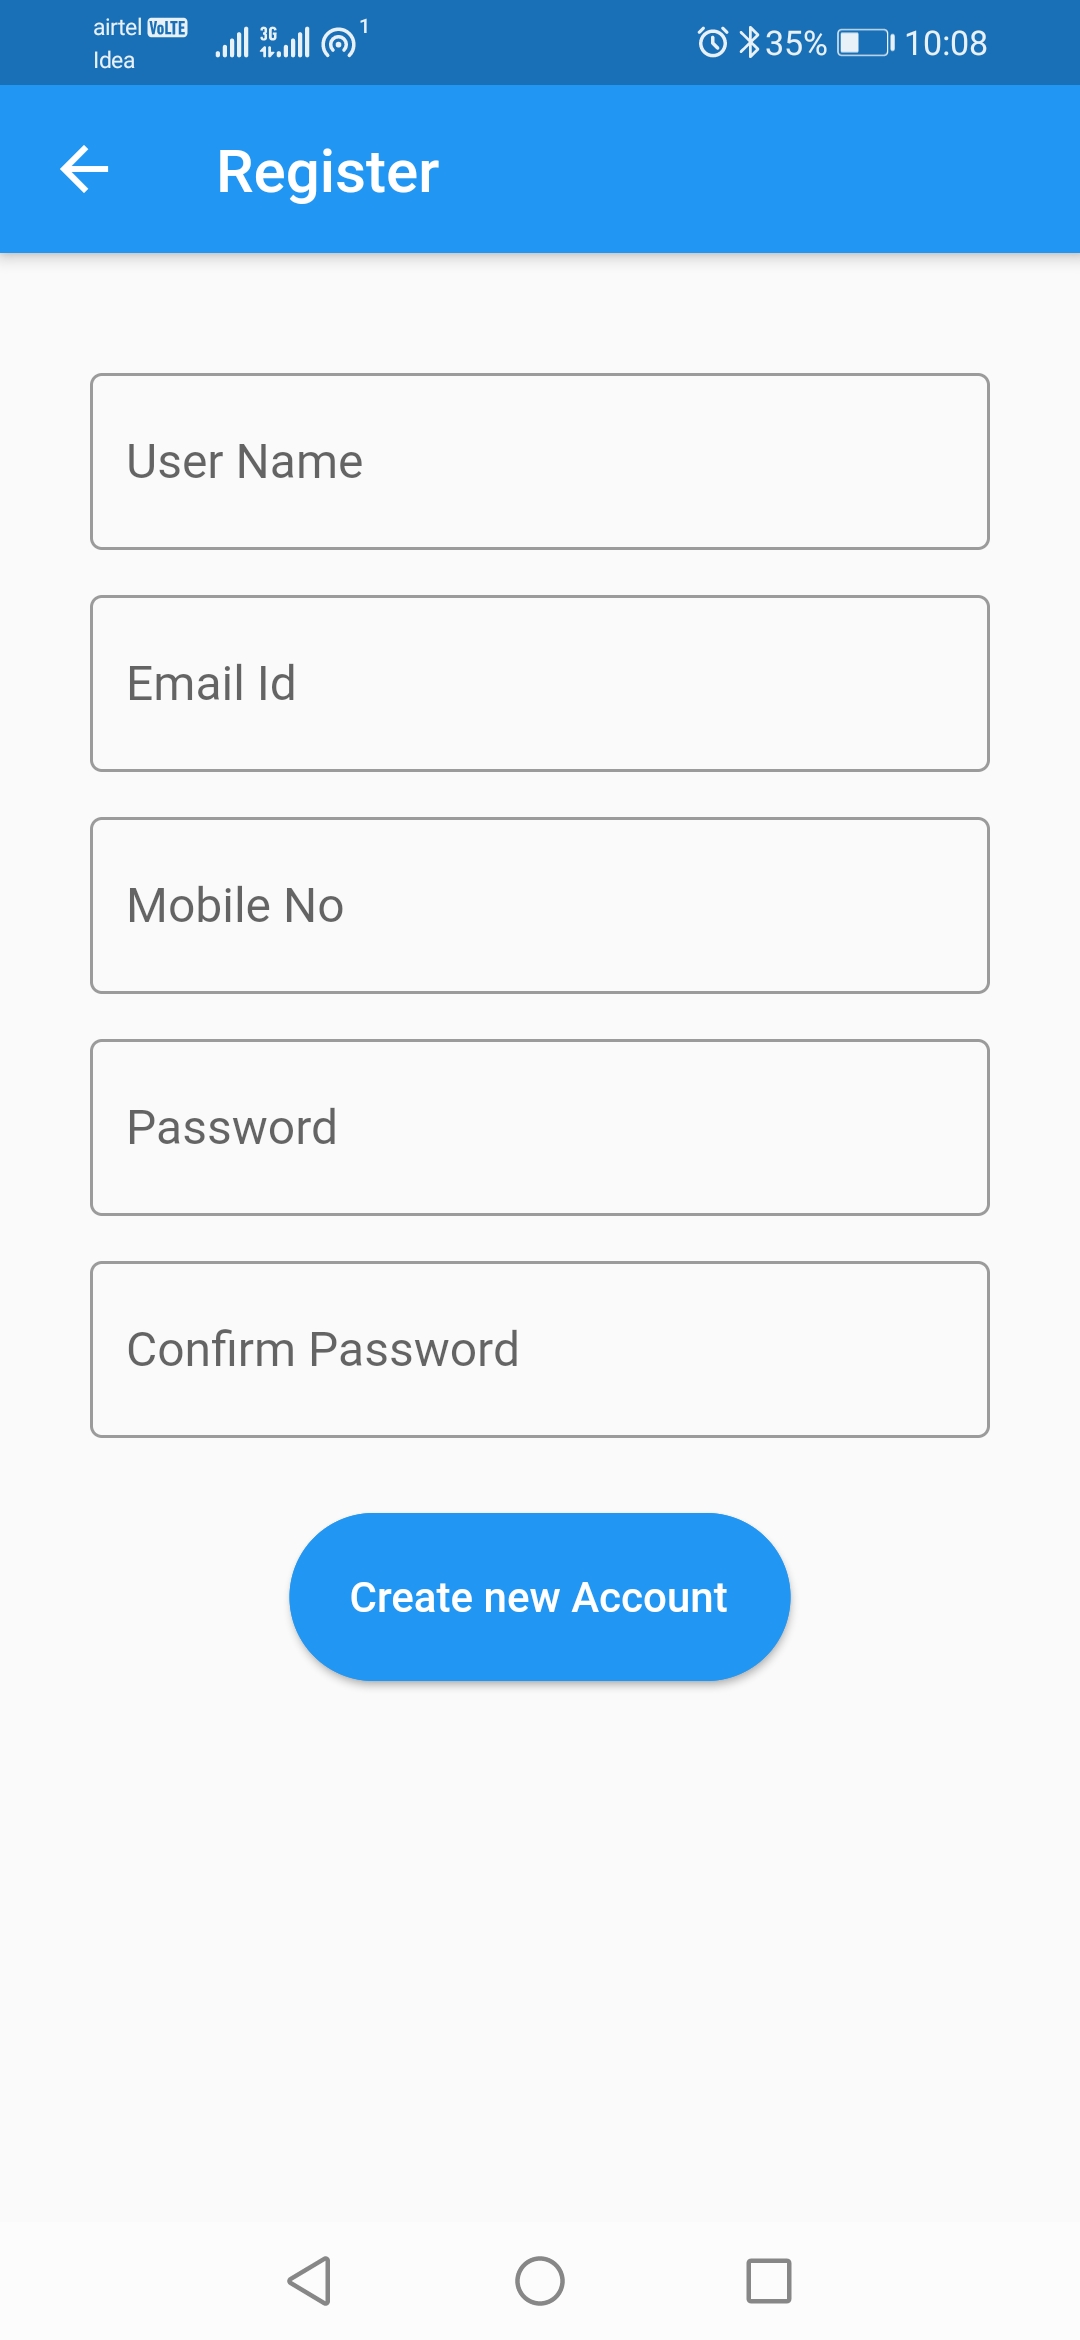 airtel VoLTE
Idea
3G
1
35%
10:08
Register
User Name
Email Id
Mobile No
Password
Confirm Password
Create new Account